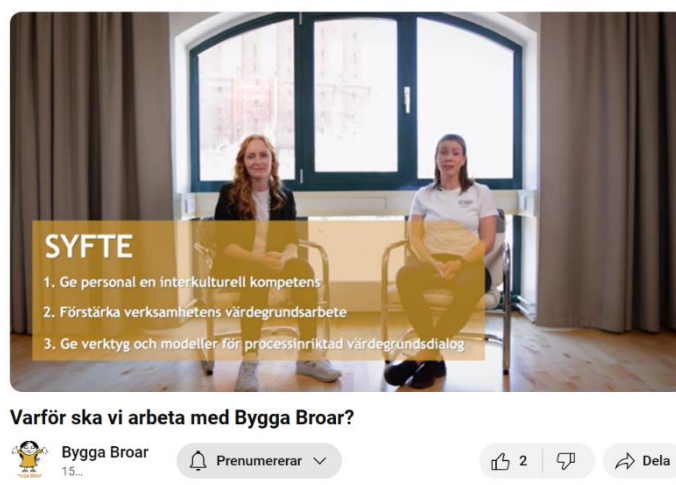 SYFTE
1. Ge personal en interkulturell kompetens
2. Förstärka verksamhetens värdegrundsarbete
3. Ge verktyg och modeller för processinriktad värdegrundsdialog
Varför ska vi arbeta med Bygga Broar?
Bygga Broar
15...
Prenumererar
2
Dela